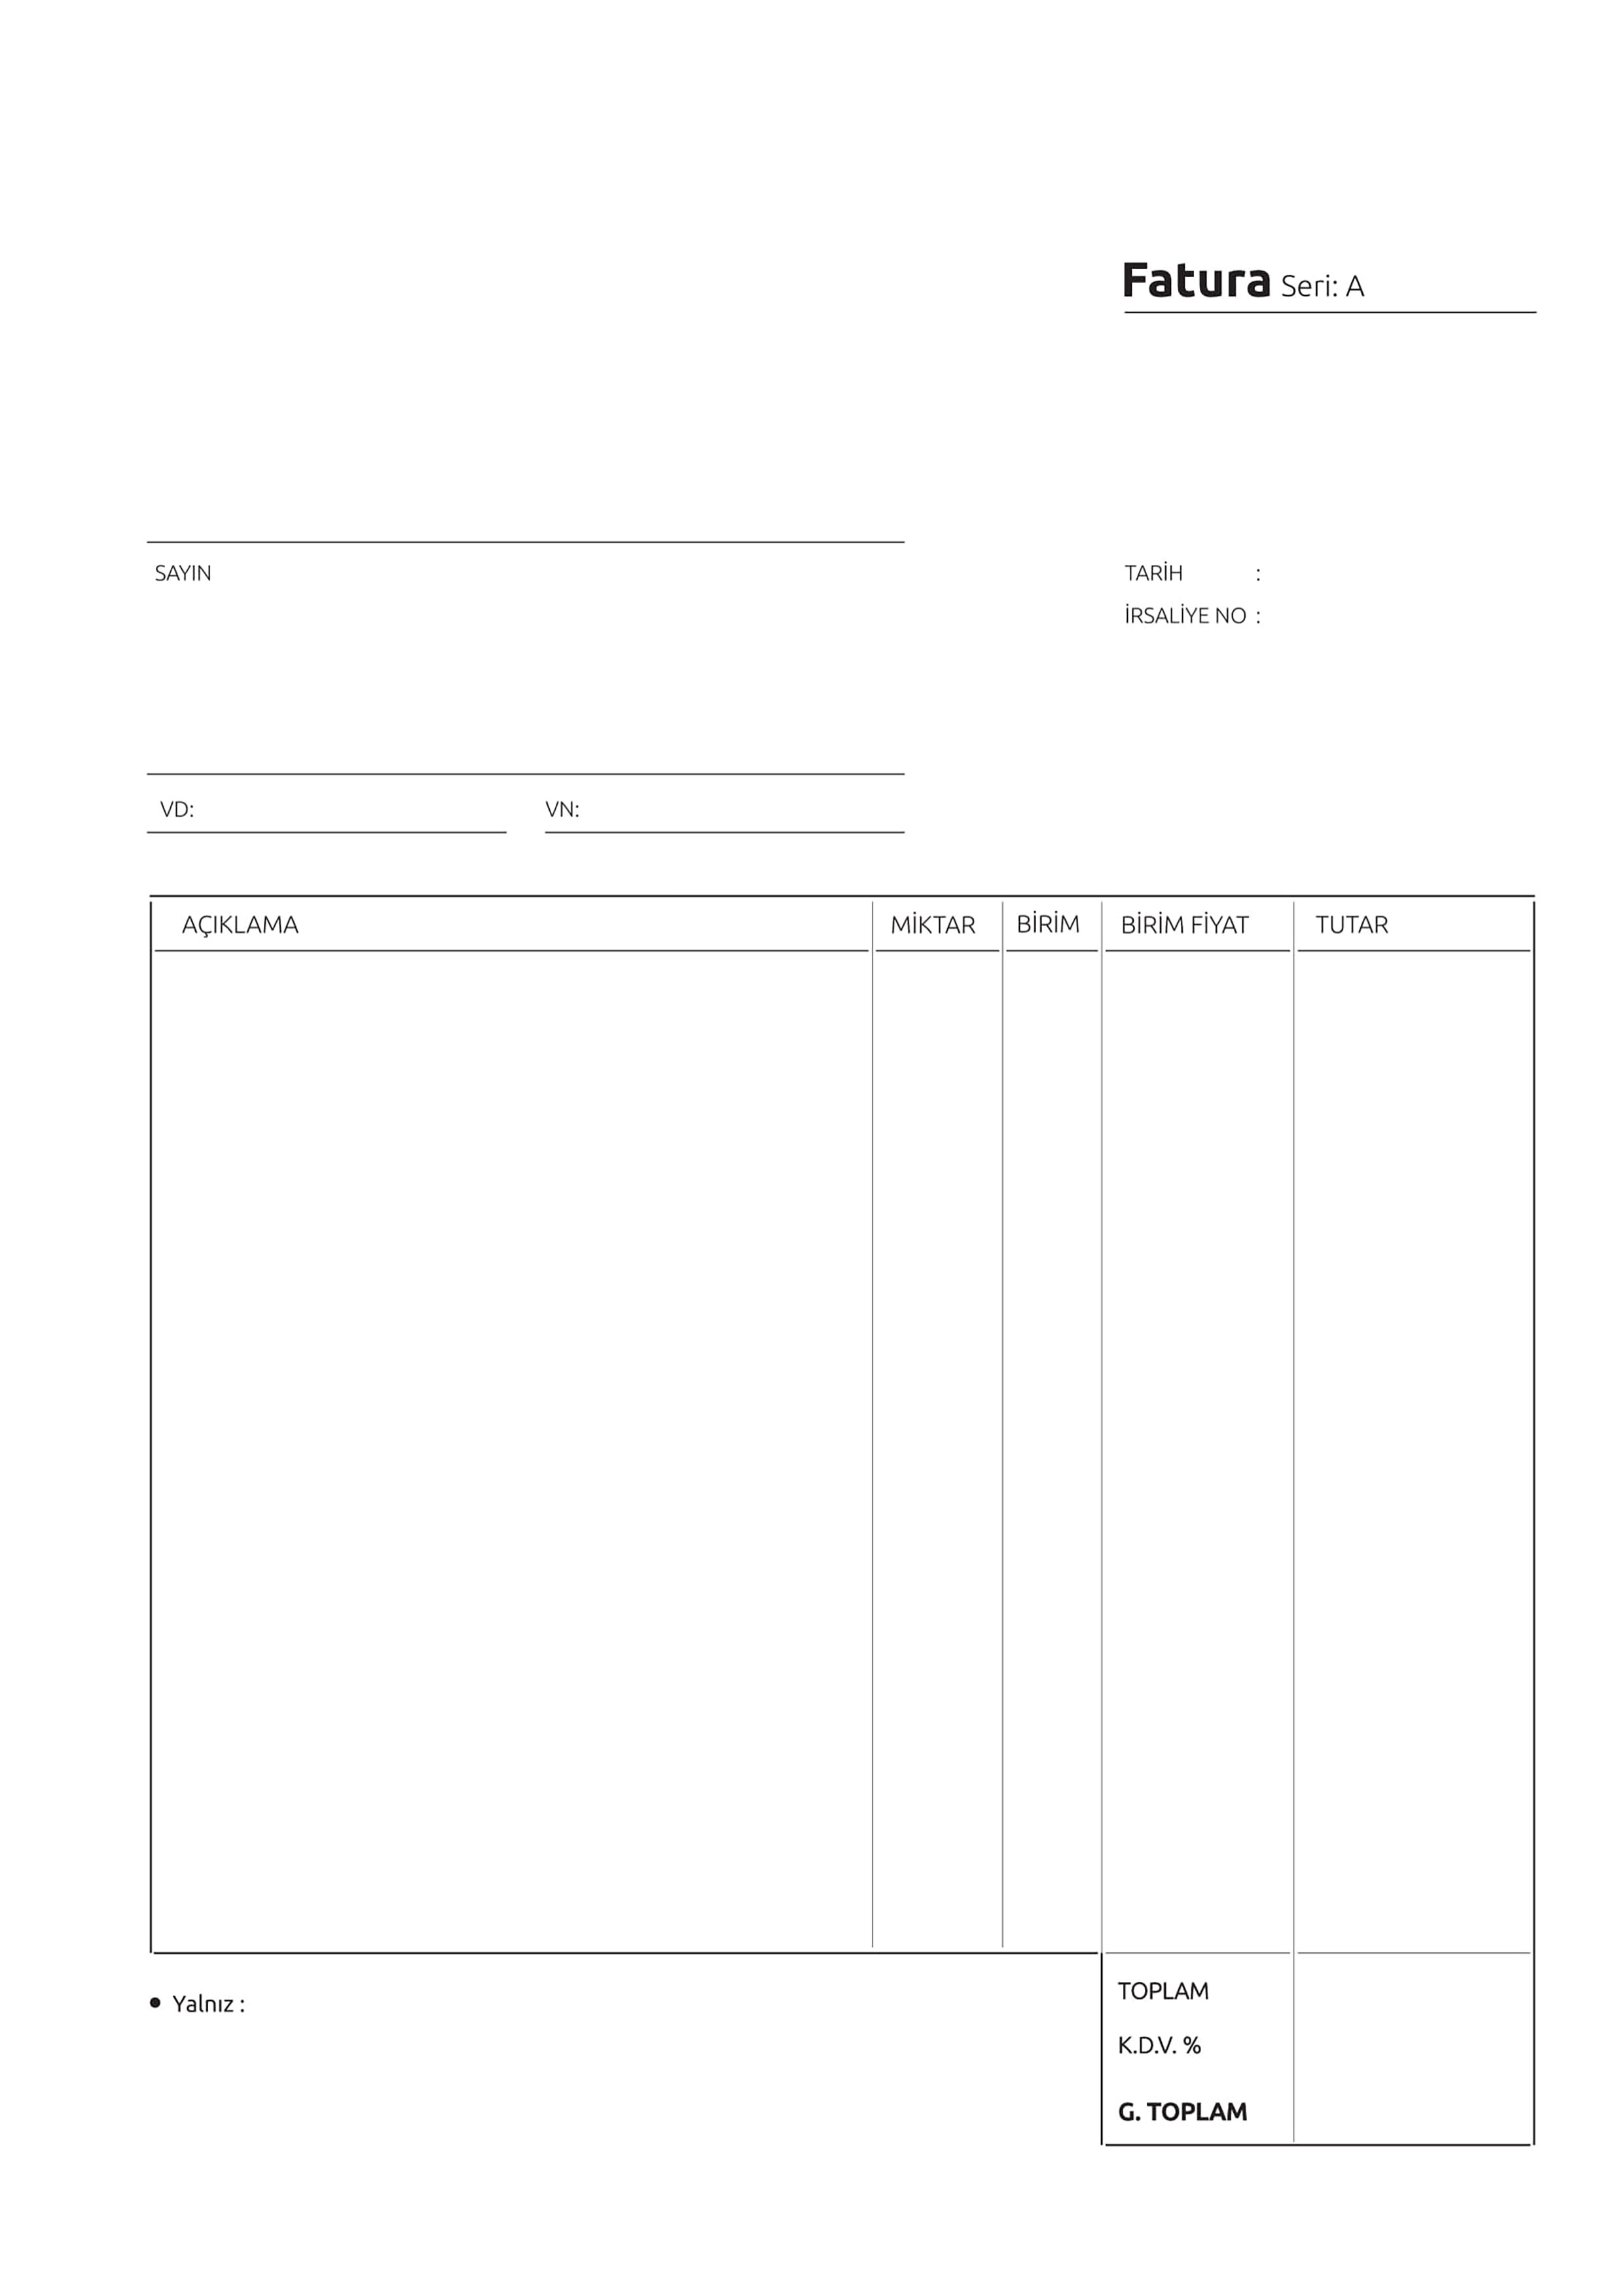 Fatura Seri: A
SAYIN
TARİH :
İRSALİYE NO :
VD: VN:
AÇIKLAMA MİKTAR BİRİM BİRİM FİYAT TUTAR
TOPLAM
• Yalnız :
K.D.V. %
G. TOPLAM